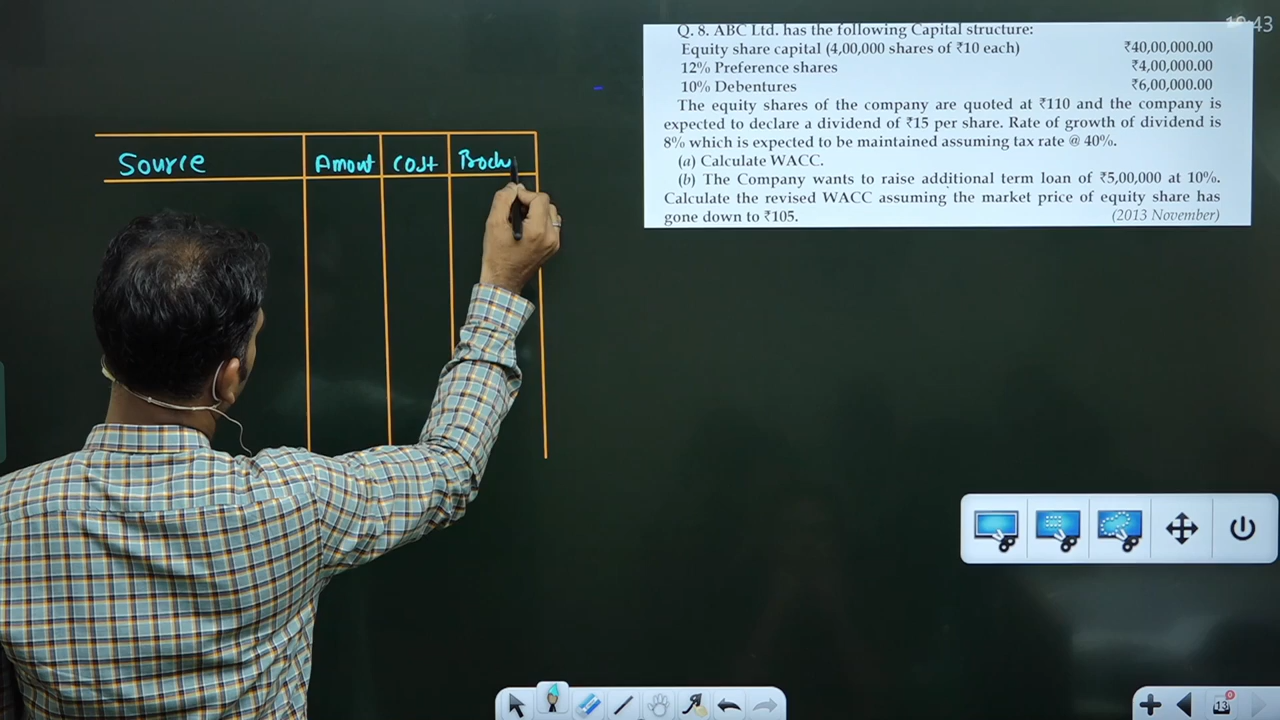 19:43
Q. 8. ABC Ltd. has the following Capital structure:
Equity share capital (4,00,000 shares of ₹10 each) ₹40,00,000.00
12% Preference shares ₹4,00,000.00
10% Debentures ₹6,00,000.00
The equity shares of the company are quoted at ₹110 and the company is
expected to declare a dividend of ₹15 per share. Rate of growth of dividend is
8% which is expected to be maintained assuming tax rate @ 40%.
(a) Calculate WACC.
(b) The Company wants to raise additional term loan of ₹5,00,000 at 10%.
Calculate the revised WACC assuming the market price of equity share has
gone down to ₹105. (2013 November)
Source Amount Cost
13
0